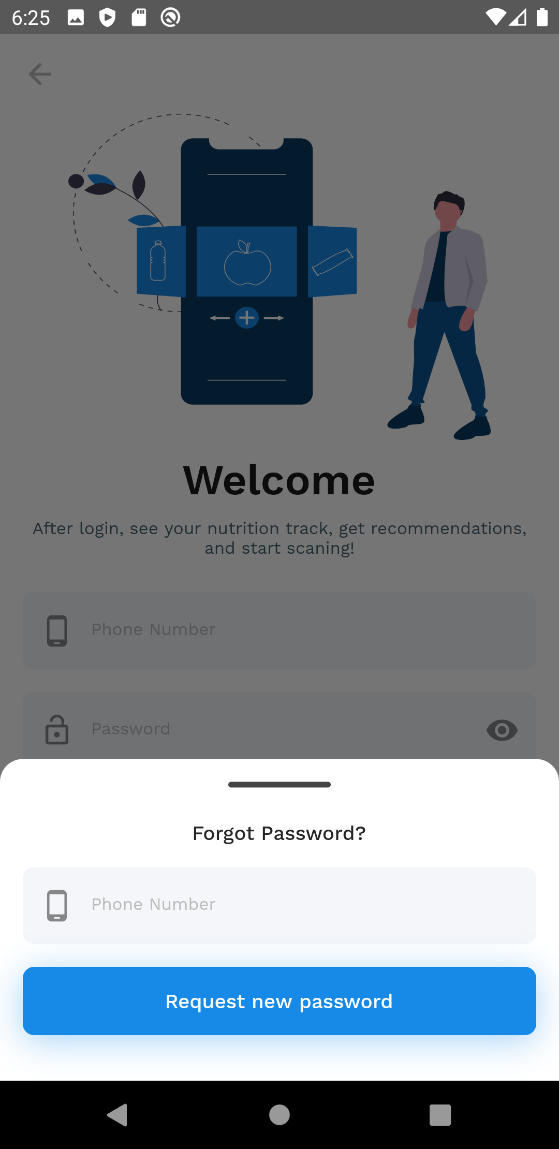 6:25
Welcome
After login, see your nutrition track, get recommendations,
and start scaning!
Phone Number
Password
Forgot Password?
Phone Number
Request new password